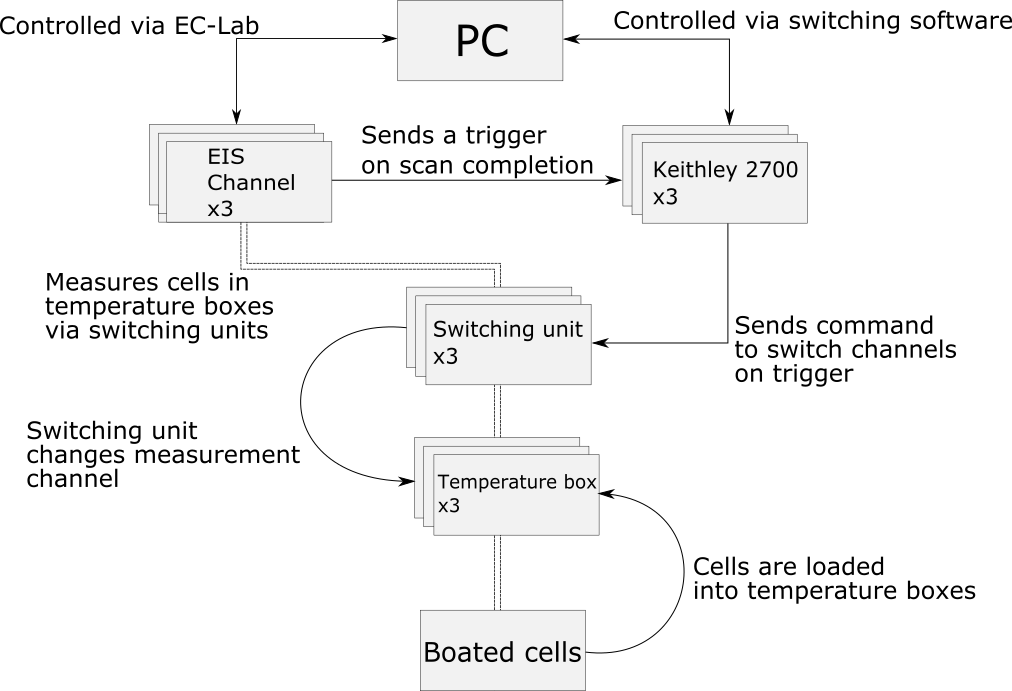 Controlled via EC-Lab
PC
Controlled via switching software
EIS
Channel
x3
Sends a trigger
on scan completion
Keithley 2700
x3
Measures cells in
temperature boxes
via switching units
Switching unit
x3
Sends command
to switch channels
on trigger
Switching unit
changes measurement
channel
Temperature box
x3
Cells are loaded
into temperature boxes
Boated cells